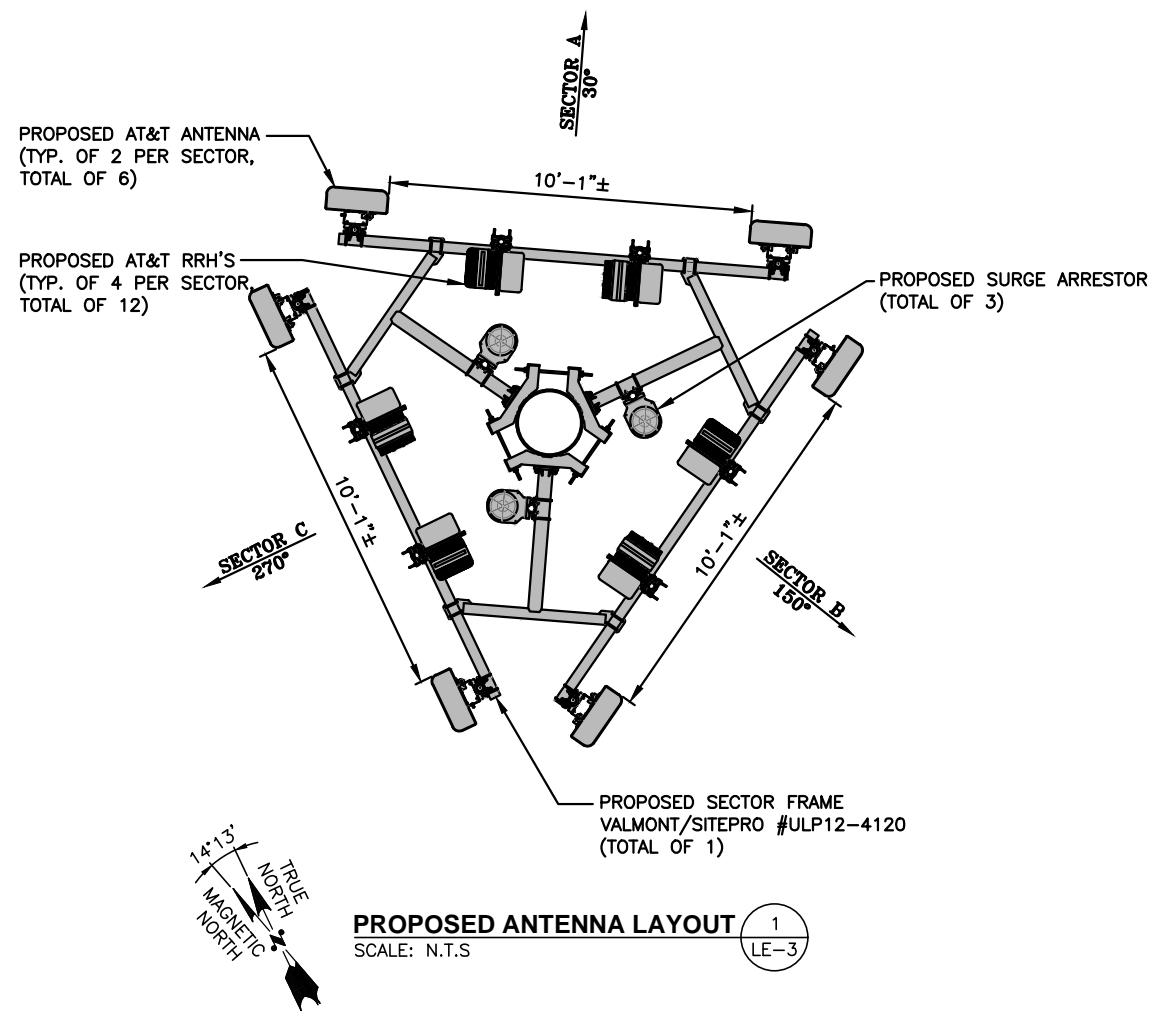 SECTOR A
30°
PROPOSED AT&T ANTENNA
(TYP. OF 2 PER SECTOR,
TOTAL OF 6)
10'-1"±
PROPOSED AT&T RRH'S
(TYP. OF 4 PER SECTOR,
TOTAL OF 12)
PROPOSED SURGE ARRESTOR
(TOTAL OF 3)
10'-1"±
10'-1"±
SECTOR C
270°
SECTOR B
150°
PROPOSED SECTOR FRAME
VALMONT/SITEPRO #ULP12-4120
(TOTAL OF 1)
14°13'
TRUE
NORTH
MAGNETIC
NORTH
N
PROPOSED ANTENNA LAYOUT
SCALE: N.T.S
1
LE-3